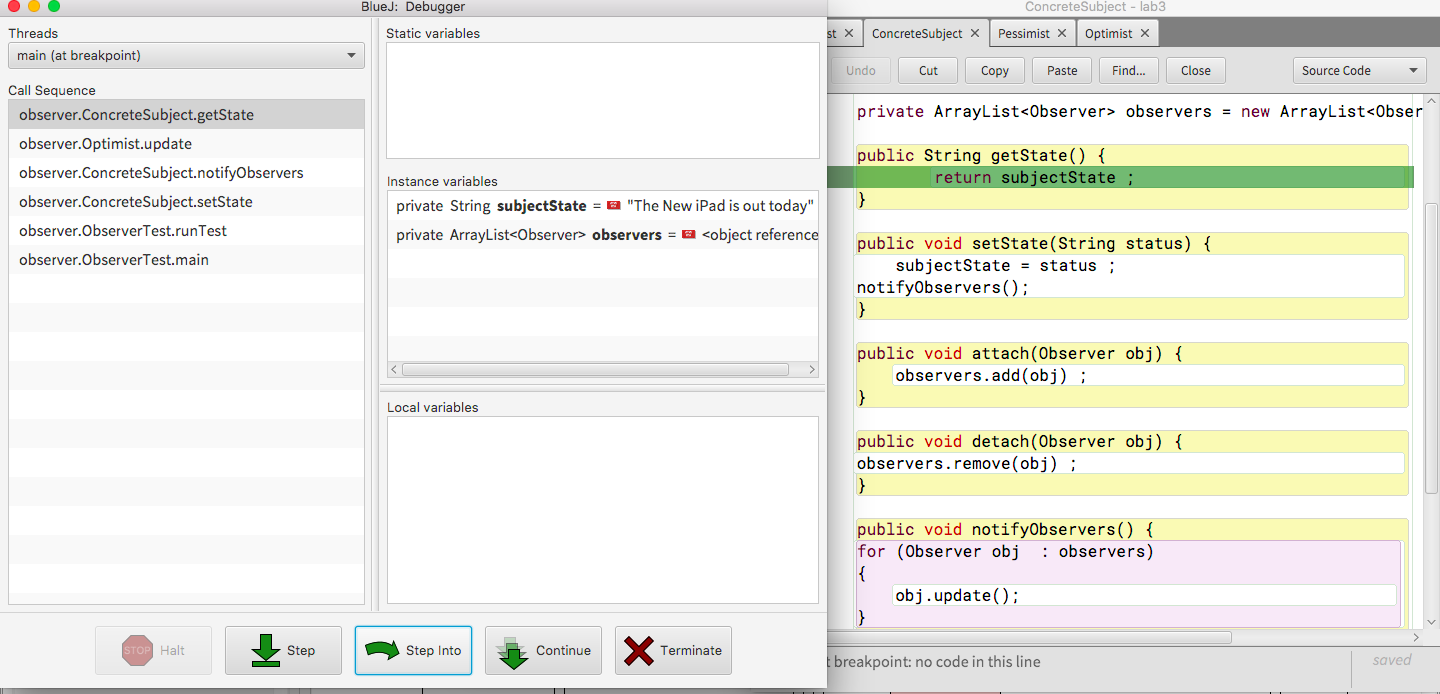 BlueJ: Debugger
Threads
main (at breakpoint)
Call Sequence
observer.ConcreteSubject.getState
observer.Optimist.update
observer.ConcreteSubject.notifyObservers
observer.ConcreteSubject.setState
observer.ObserverTest.runTest
observer.ObserverTest.main
Static variables
Instance variables
private String subjectState = "The New iPad is out today"
private ArrayList<Observer> observers = <object reference
Local variables
STOP Halt
Step
Step Into
Continue
Terminate
ConcreteSubject - lab3
st ConcreteSubject Pessimist Optimist
Undo Cut Copy Paste Find... Close Source Code
private ArrayList<Observer> observers = new ArrayList<Obser
public String getState() {
return subjectState ;
}
public void setState(String status) {
subjectState = status ;
notifyObservers();
}
public void attach(Observer obj) {
observers.add(obj) ;
}
public void detach(Observer obj) {
observers.remove(obj) ;
}
public void notifyObservers() {
for (Observer obj  : observers)
{
obj.update();
}
t breakpoint: no code in this line
saved